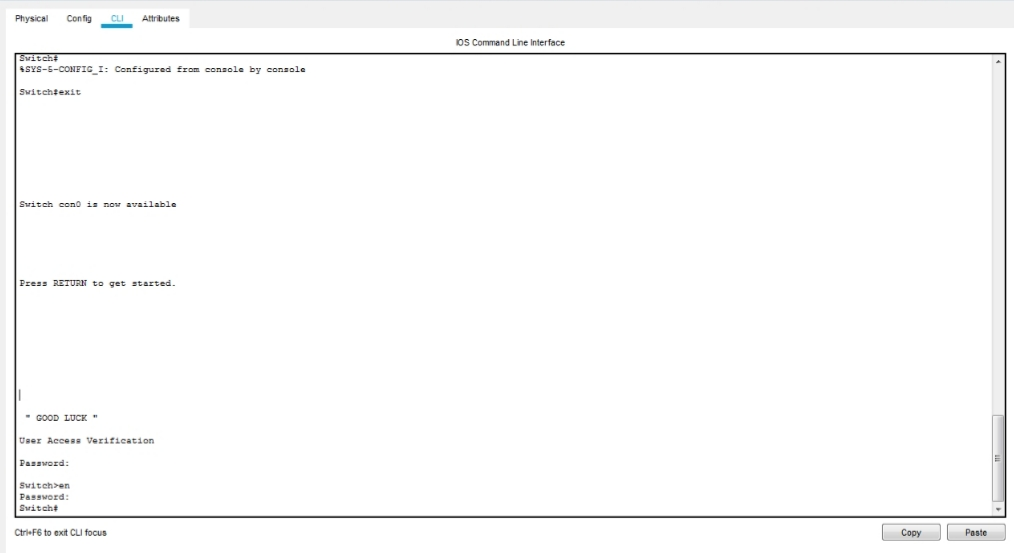 Physical Config CLI Attributes
IOS Command Line Interface
Switch#
%SYS-5-CONFIG_I: Configured from console by console
Switch#exit
Switch con0 is now available
Press RETURN to get started.
" GOOD LUCK "
User Access Verification
Password:
Switch>en
Password:
Switch#
Ctrl+F6 to exit CLI focus
Copy Paste